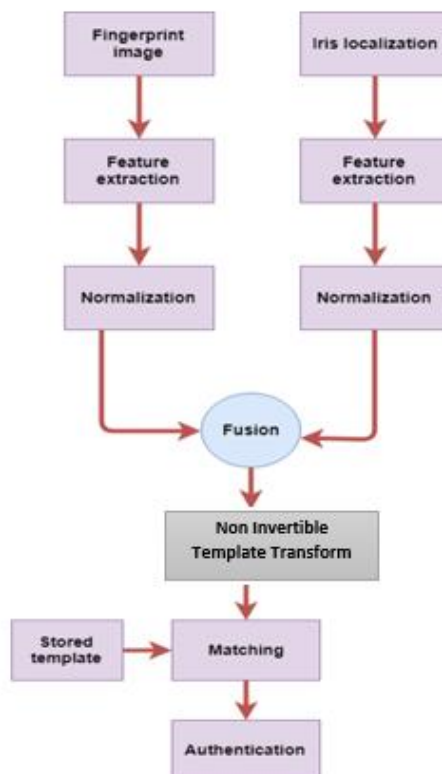 Fingerprint
image
Iris localization
Feature
extraction
Feature
extraction
Normalization
Normalization
Fusion
Non Invertible
Template Transform
Stored
template
Matching
Authentication